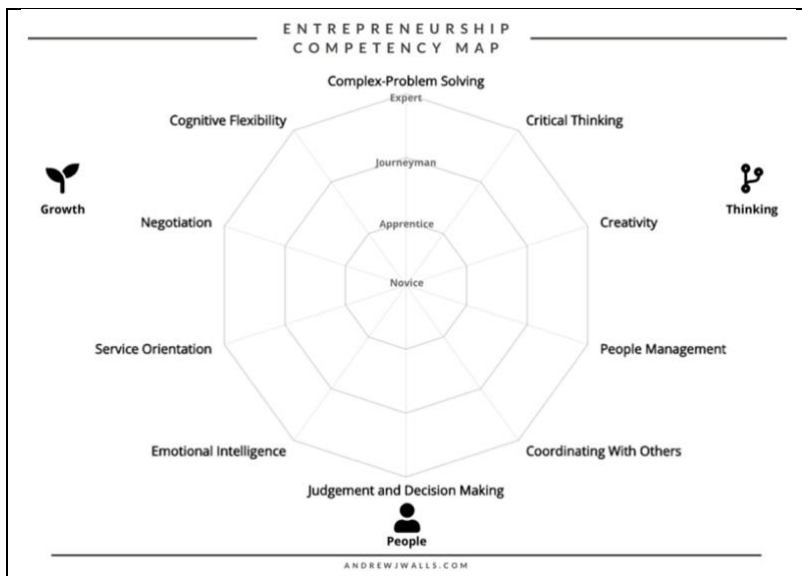 ENTREPRENEURSHIP
COMPETENCY MAP
Complex-Problem Solving
Expert
Cognitive Flexibility
Critical Thinking
Journeyman
Growth
Thinking
Negotiation
Apprentice
Creativity
Novice
Service Orientation
People Management
Emotional Intelligence
Coordinating With Others
Judgement and Decision Making
People
ANDREWJWALLS.COM